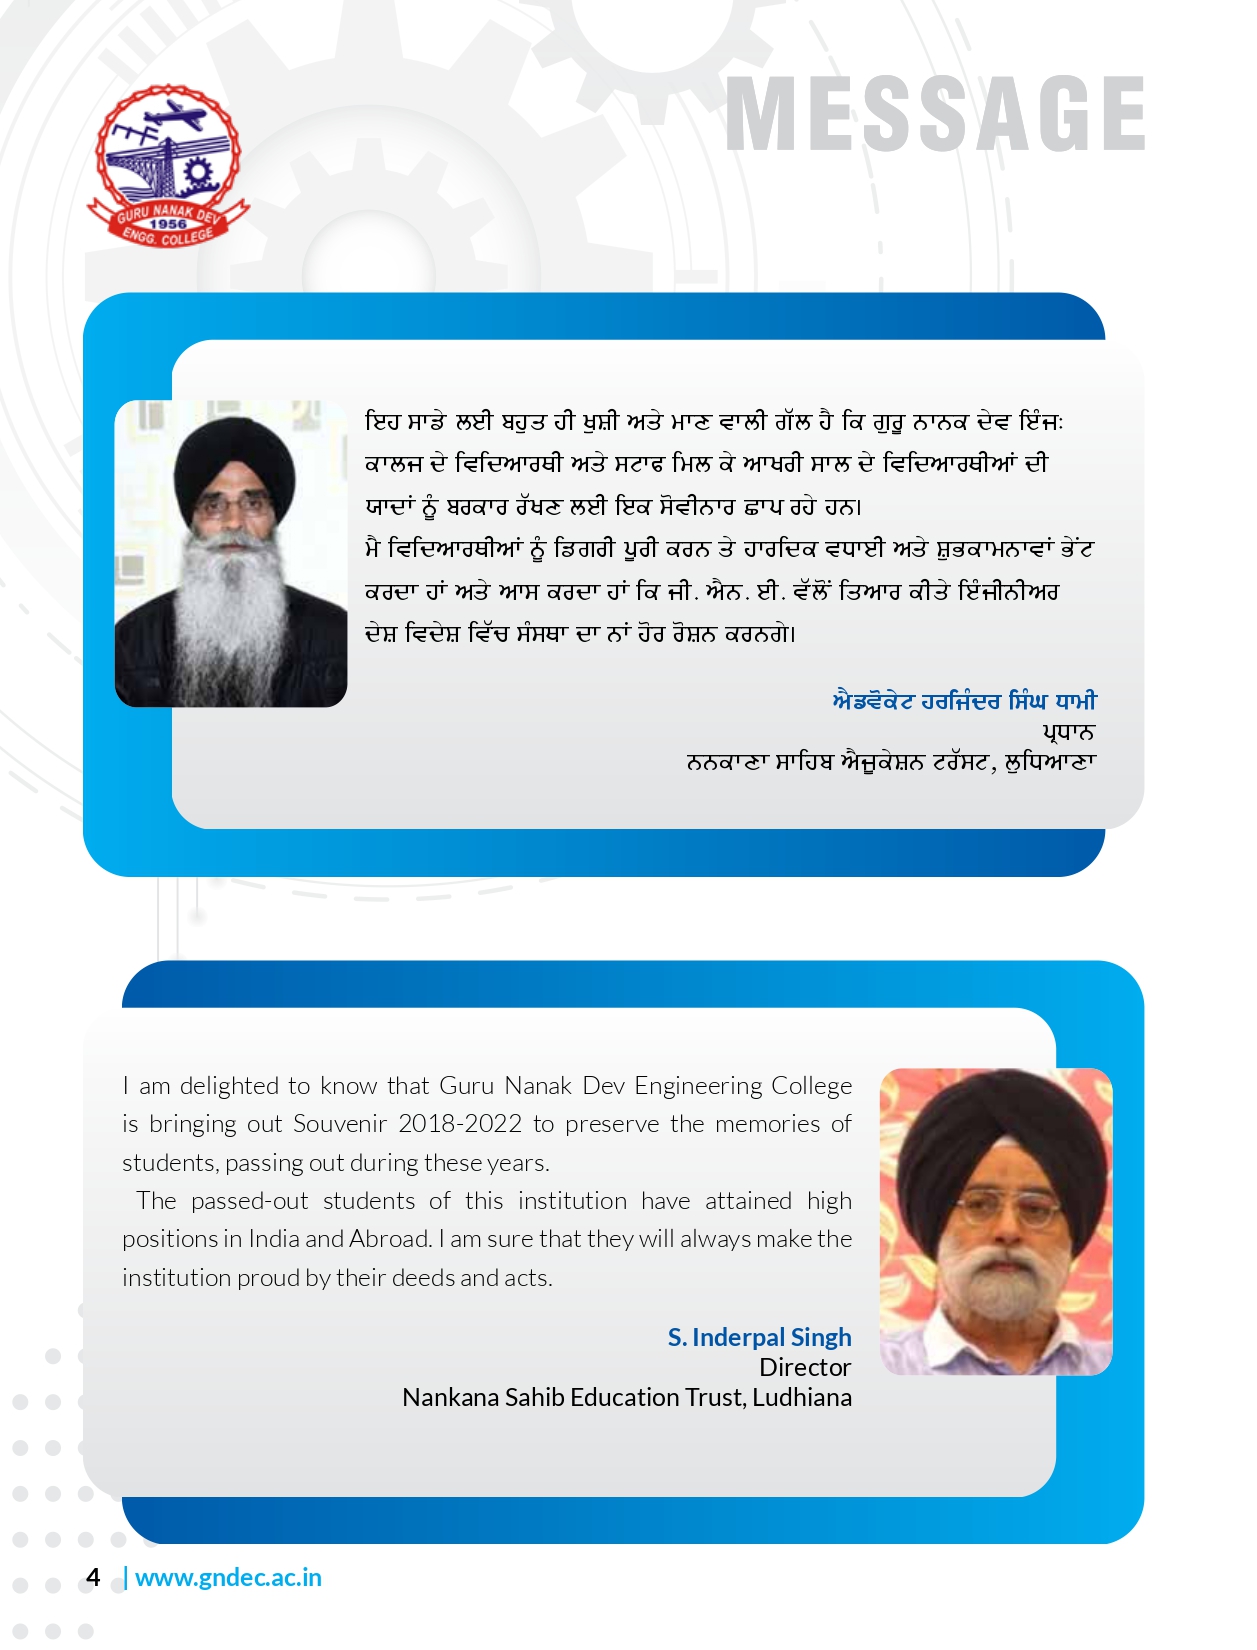 MESSAGE
GURU NANAK DEV
1956
ENGG. COLLEGE
ਇਹ ਸਾਡੇ ਲਈ ਬਹੁਤ ਹੀ ਖੁਸ਼ੀ ਅਤੇ ਮਾਣ ਵਾਲੀ ਗੱਲ ਹੈ ਕਿ ਗੁਰੂ ਨਾਨਕ ਦੇਵ ਇੰਜਃ
ਕਾਲਜ ਦੇ ਵਿਦਿਆਰਥੀ ਅਤੇ ਸਟਾਫ ਮਿਲ ਕੇ ਆਖਰੀ ਸਾਲ ਦੇ ਵਿਦਿਆਰਥੀਆਂ ਦੀ
ਯਾਦਾਂ ਨੂੰ ਬਰਕਾਰ ਰੱਖਣ ਲਈ ਇਕ ਸੋਵੀਨਾਰ ਛਾਪ ਰਹੇ ਹਨ।
ਮੈ ਵਿਦਿਆਰਥੀਆਂ ਨੂੰ ਡਿਗਰੀ ਪੂਰੀ ਕਰਨ ਤੇ ਹਾਰਦਿਕ ਵਧਾਈ ਅਤੇ ਸ਼ੁਭਕਾਮਨਾਵਾਂ ਭੇਂਟ
ਕਰਦਾ ਹਾਂ ਅਤੇ ਆਸ ਕਰਦਾ ਹਾਂ ਕਿ ਜੀ. ਐਨ. ਈ. ਵੱਲੋਂ ਤਿਆਰ ਕੀਤੇ ਇੰਜੀਨੀਅਰ
ਦੇਸ਼ ਵਿਦੇਸ਼ ਵਿੱਚ ਸੰਸਥਾ ਦਾ ਨਾਂ ਹੋਰ ਰੋਸ਼ਨ ਕਰਨਗੇ।
ਐਡਵੋਕੇਟ ਹਰਜਿੰਦਰ ਸਿੰਘ ਧਾਮੀ
ਪ੍ਰਧਾਨ
ਨਨਕਾਣਾ ਸਾਹਿਬ ਐਜੂਕੇਸ਼ਨ ਟਰੱਸਟ, ਲੁਧਿਆਣਾ
I am delighted to know that Guru Nanak Dev Engineering College
is bringing out Souvenir 2018-2022 to preserve the memories of
students, passing out during these years.
The passed-out students of this institution have attained high
positions in India and Abroad. I am sure that they will always make the
institution proud by their deeds and acts.
S. Inderpal Singh
Director
Nankana Sahib Education Trust, Ludhiana
4 | www.gndec.ac.in